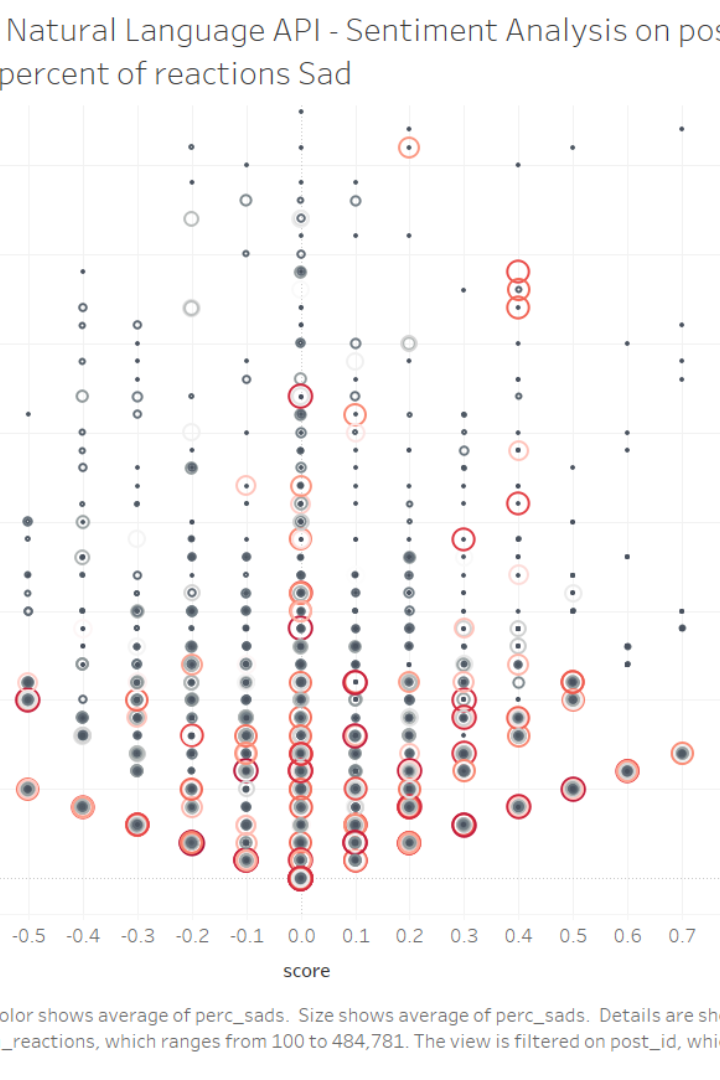 Natural Language API - Sentiment Analysis on pos
percent of reactions Sad
-0.5 -0.4 -0.3 -0.2 -0.1 0.0 0.1 0.2 0.3 0.4 0.5 0.6 0.7
score
olor shows average of perc_sads. Size shows average of perc_sads. Details are sho
_reactions, which ranges from 100 to 484,781. The view is filtered on post_id, whi